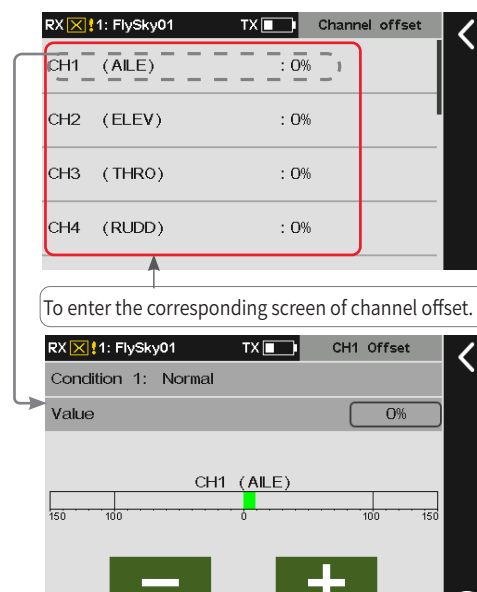 RX !1: FlySky01 TX Channel offset
CH1 (AILE) : 0%
CH2 (ELEV) : 0%
CH3 (THRO) : 0%
CH4 (RUDD) : 0%
To enter the corresponding screen of channel offset.
RX !1: FlySky01 TX CH1 Offset
Condition 1: Normal
Value 0%
CH1 (AILE)
150 100 0 100 150
− +